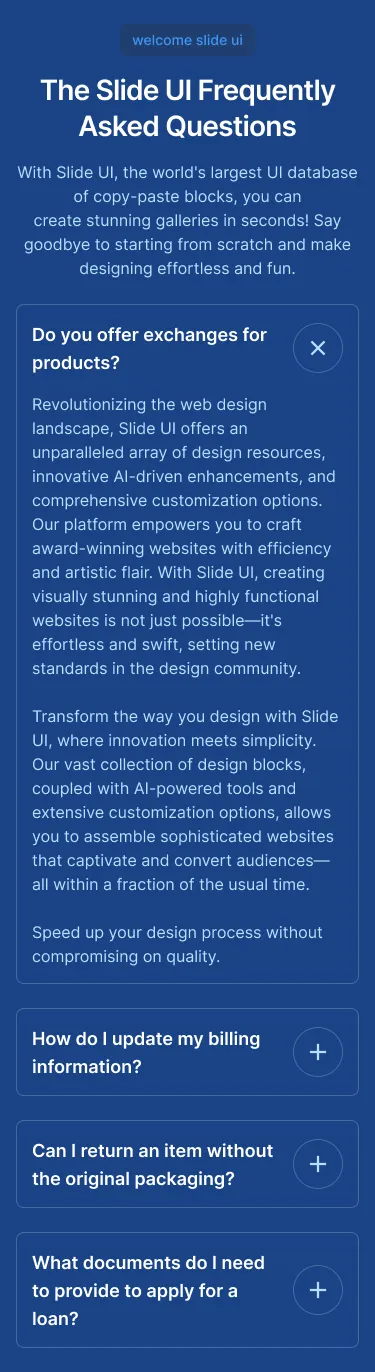 welcome slide ui
The Slide UI Frequently
Asked Questions
With Slide UI, the world's largest UI database
of copy-paste blocks, you can
create stunning galleries in seconds! Say
goodbye to starting from scratch and make
designing effortless and fun.
Do you offer exchanges for
products?
Revolutionizing the web design
landscape, Slide UI offers an
unparalleled array of design resources,
innovative AI-driven enhancements, and
comprehensive customization options.
Our platform empowers you to craft
award-winning websites with efficiency
and artistic flair. With Slide UI, creating
visually stunning and highly functional
websites is not just possible—it's
effortless and swift, setting new
standards in the design community.
Transform the way you design with Slide
UI, where innovation meets simplicity.
Our vast collection of design blocks,
coupled with AI-powered tools and
extensive customization options, allows
you to assemble sophisticated websites
that captivate and convert audiences—
all within a fraction of the usual time.
Speed up your design process without
compromising on quality.
How do I update my billing
information?
Can I return an item without
the original packaging?
What documents do I need
to provide to apply for a
loan?